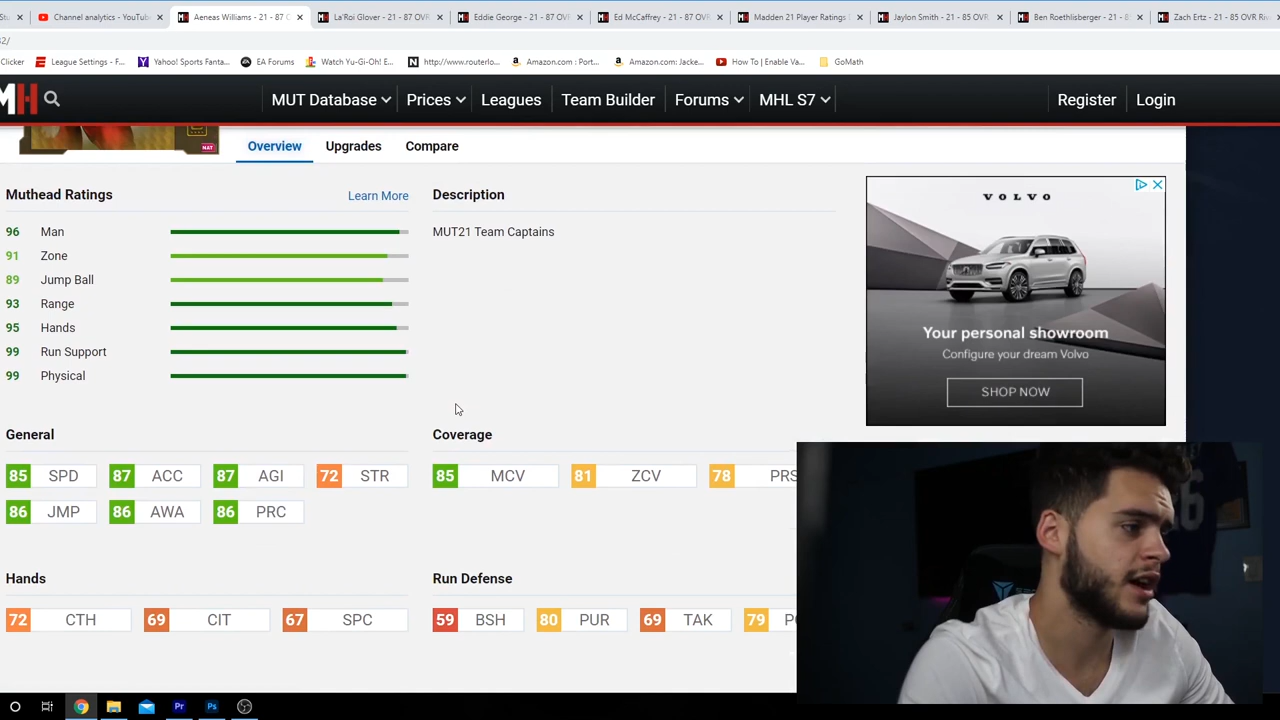 Stu
Channel analytics - YouTub
Aeneas Williams - 21 - 87 O
La'Roi Glover - 21 - 87 OVR
Eddie George - 21 - 87 OVR
Ed McCaffrey - 21 - 87 OVR
Madden 21 Player Ratings
Jaylon Smith - 21 - 85 OVR
Ben Roethlisberger - 21 - 8
Zach Ertz - 21 - 85 OVR Ri
2/
Clicker
League Settings - F...
Yahoo! Sports Fanta...
EA Forums
Watch Yu-Gi-Oh! E...
http://www.routerlo...
Amazon.com : Port...
Amazon.com: Jacke...
How To | Enable Va...
GoMath
MH
MUT Database
Prices
Leagues
Team Builder
Forums
MHL S7
Register
Login
NAT
Overview
Upgrades
Compare
Muthead Ratings
Learn More
96 Man
91 Zone
89 Jump Ball
93 Range
95 Hands
99 Run Support
99 Physical
Description
MUT21 Team Captains
VOLVO
Your personal showroom
Configure your dream Volvo
SHOP NOW
General
85 SPD 87 ACC 87 AGI 72 STR
86 JMP 86 AWA 86 PRC
Coverage
85 MCV 81 ZCV 78 PRS
Hands
72 CTH 69 CIT 67 SPC
Run Defense
59 BSH 80 PUR 69 TAK 79
6
Pr
Ps